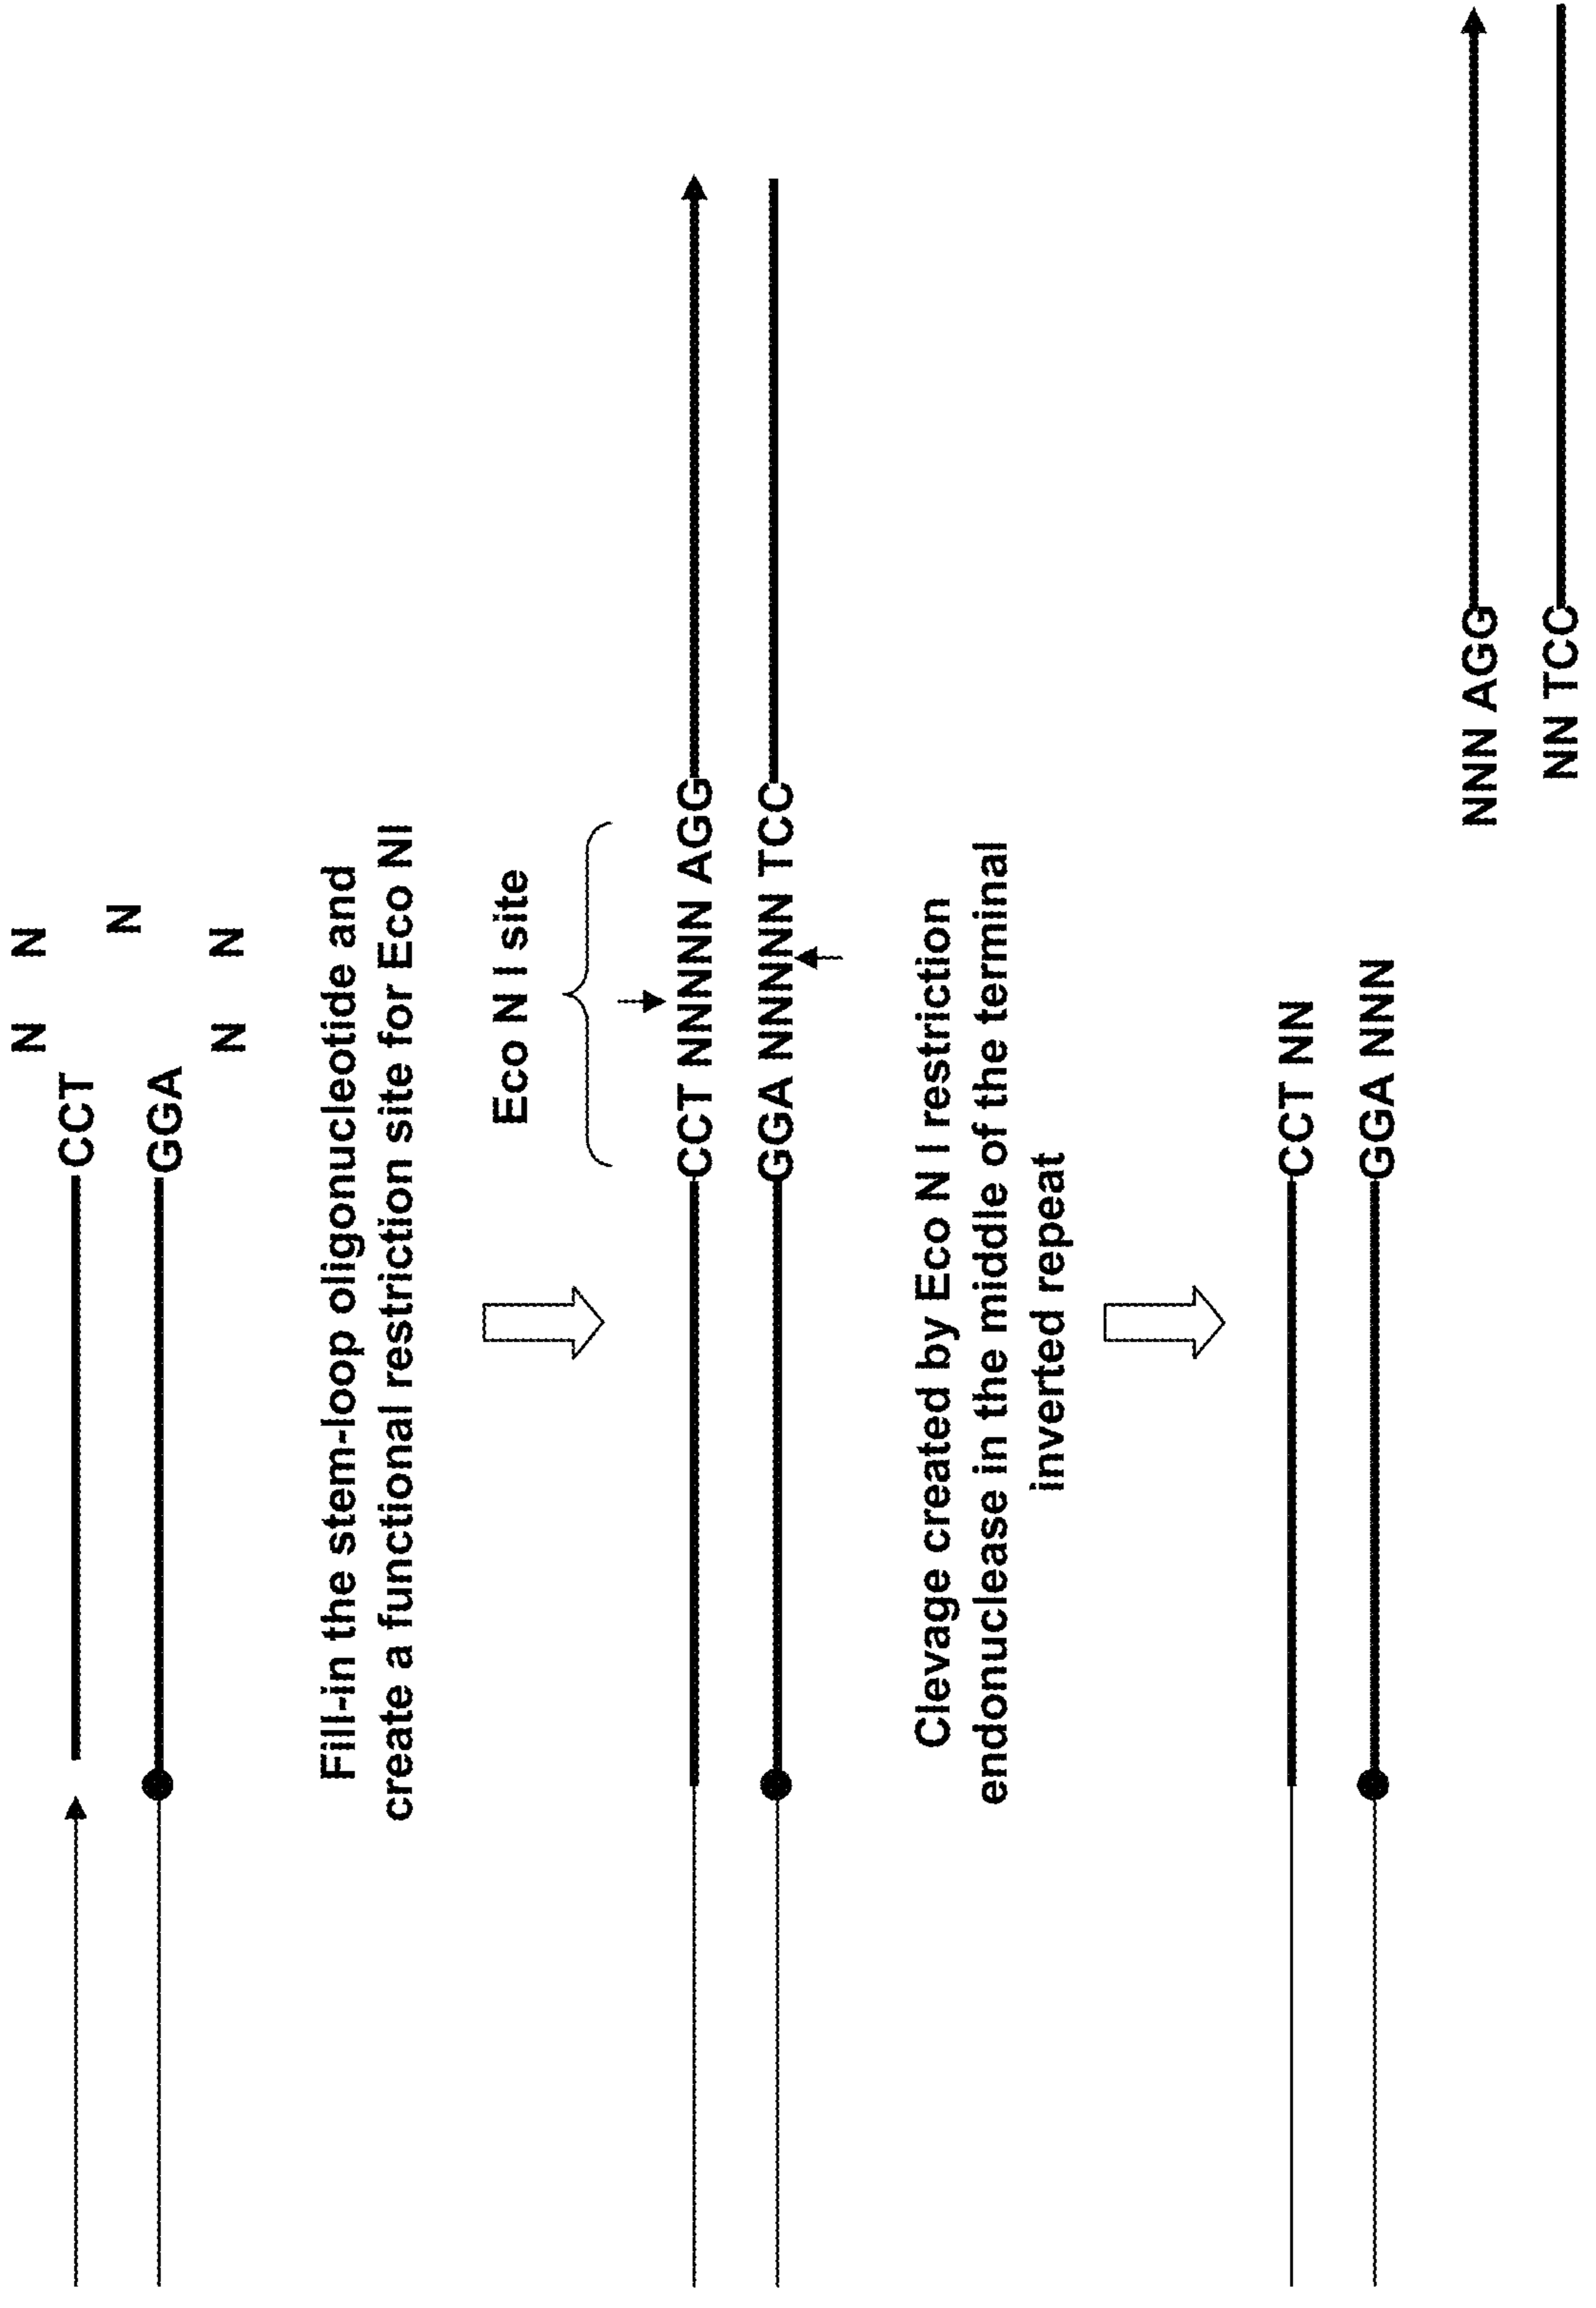 N N
CCT
N
GGA
N N
Fill-in the stem-loop oligonucleotide and
create a functional restriction site for Eco NI
Eco N I site
CCT NNNNN AGG
GGA NNNNN TCC
Clevage created by Eco N I restriction
endonuclease in the middle of the terminal
inverted repeat
CCT NN
GGA NNN
NNN AGG
NN TCC